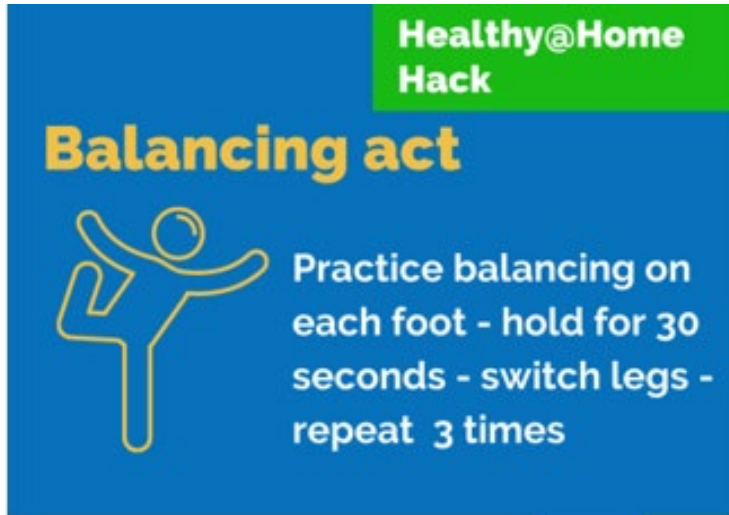 Healthy@Home
Hack
Balancing act
Practice balancing on
each foot - hold for 30
seconds - switch legs -
repeat 3 times